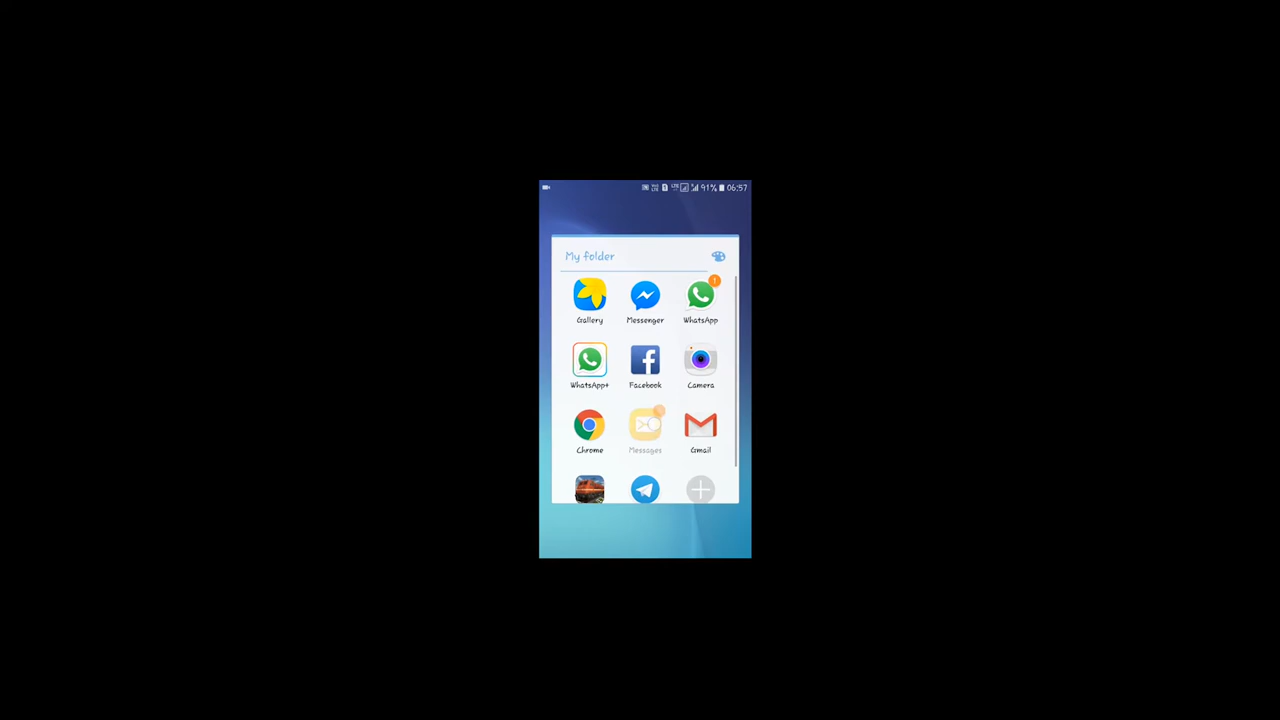 91% 06:57
My folder
Gallery Messenger WhatsApp
WhatsApp+ Facebook Camera
Chrome Messages Gmail